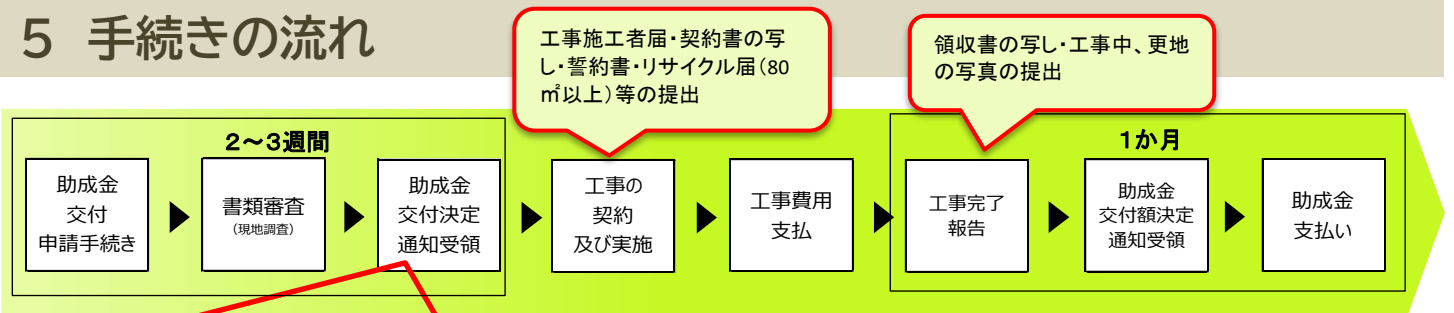 ５ 手続きの流れ
工事施工者届・契約書の写
し・誓約書・リサイクル届（80
㎡以上）等の提出
領収書の写し・工事中、更地
の写真の提出
２～３週間
助成金
交付
申請手続き
書類審査
（現地調査）
助成金
交付決定
通知受領
工事の
契約
及び実施
工事費用
支払
１か月
工事完了
報告
助成金
交付額決定
通知受領
助成金
支払い